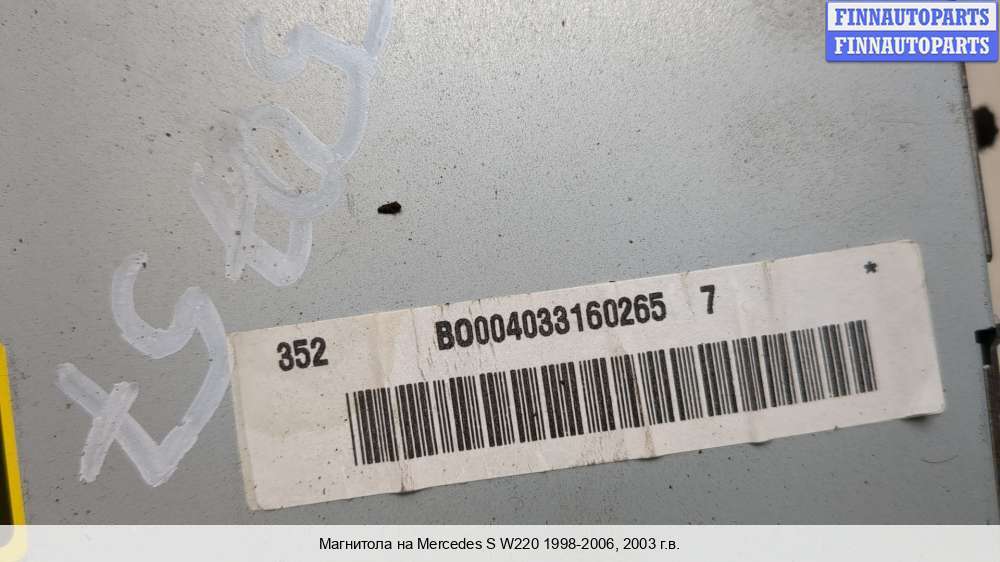 FINNAUTOPARTS
FINNAUTOPARTS
352 BO004033160265 7 *
Магнитола на Mercedes S W220 1998-2006, 2003 г.в.